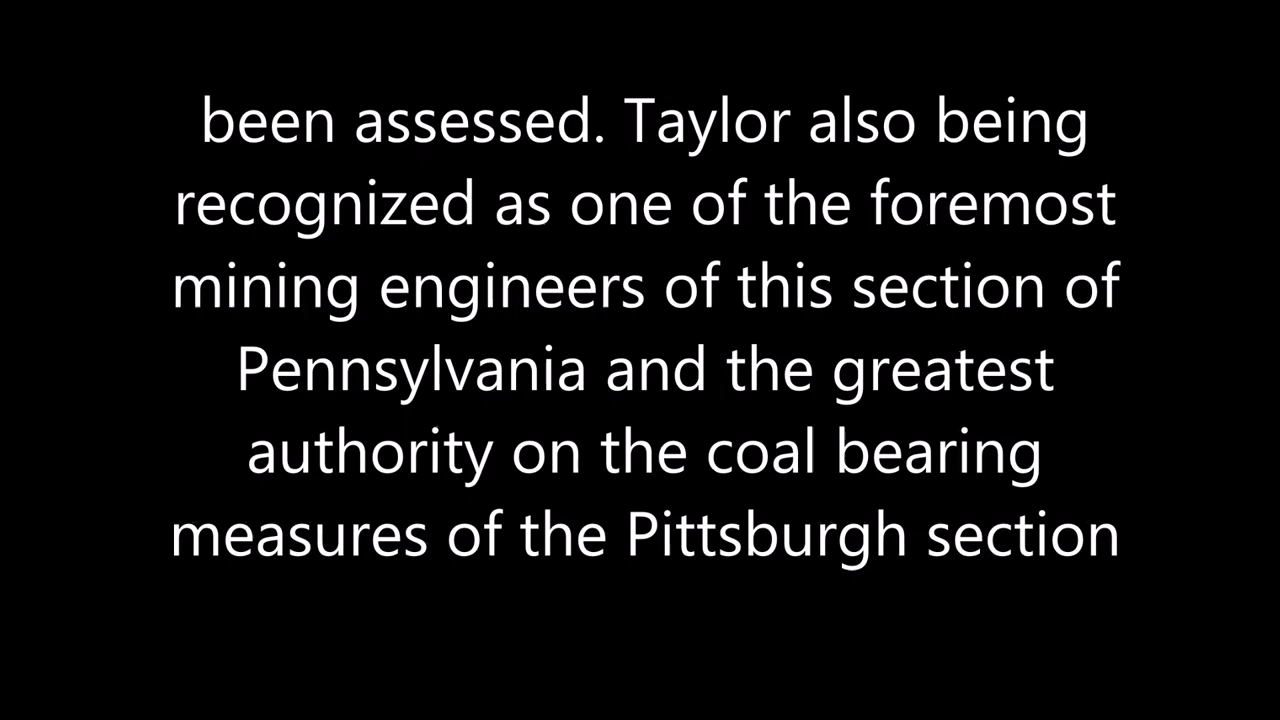 been assessed. Taylor also being
recognized as one of the foremost
mining engineers of this section of
Pennsylvania and the greatest
authority on the coal bearing
measures of the Pittsburgh section